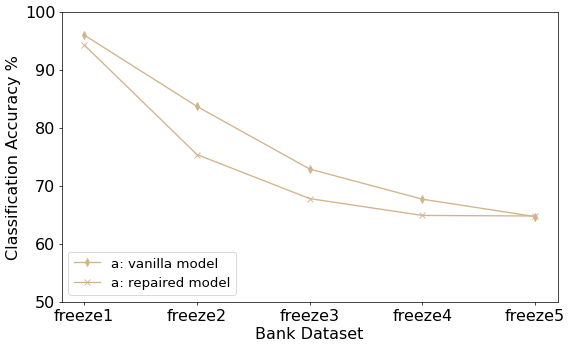 Classification Accuracy %
100
90
80
70
60
50
a: vanilla model
a: repaired model
freeze1 freeze2 freeze3 freeze4 freeze5
Bank Dataset